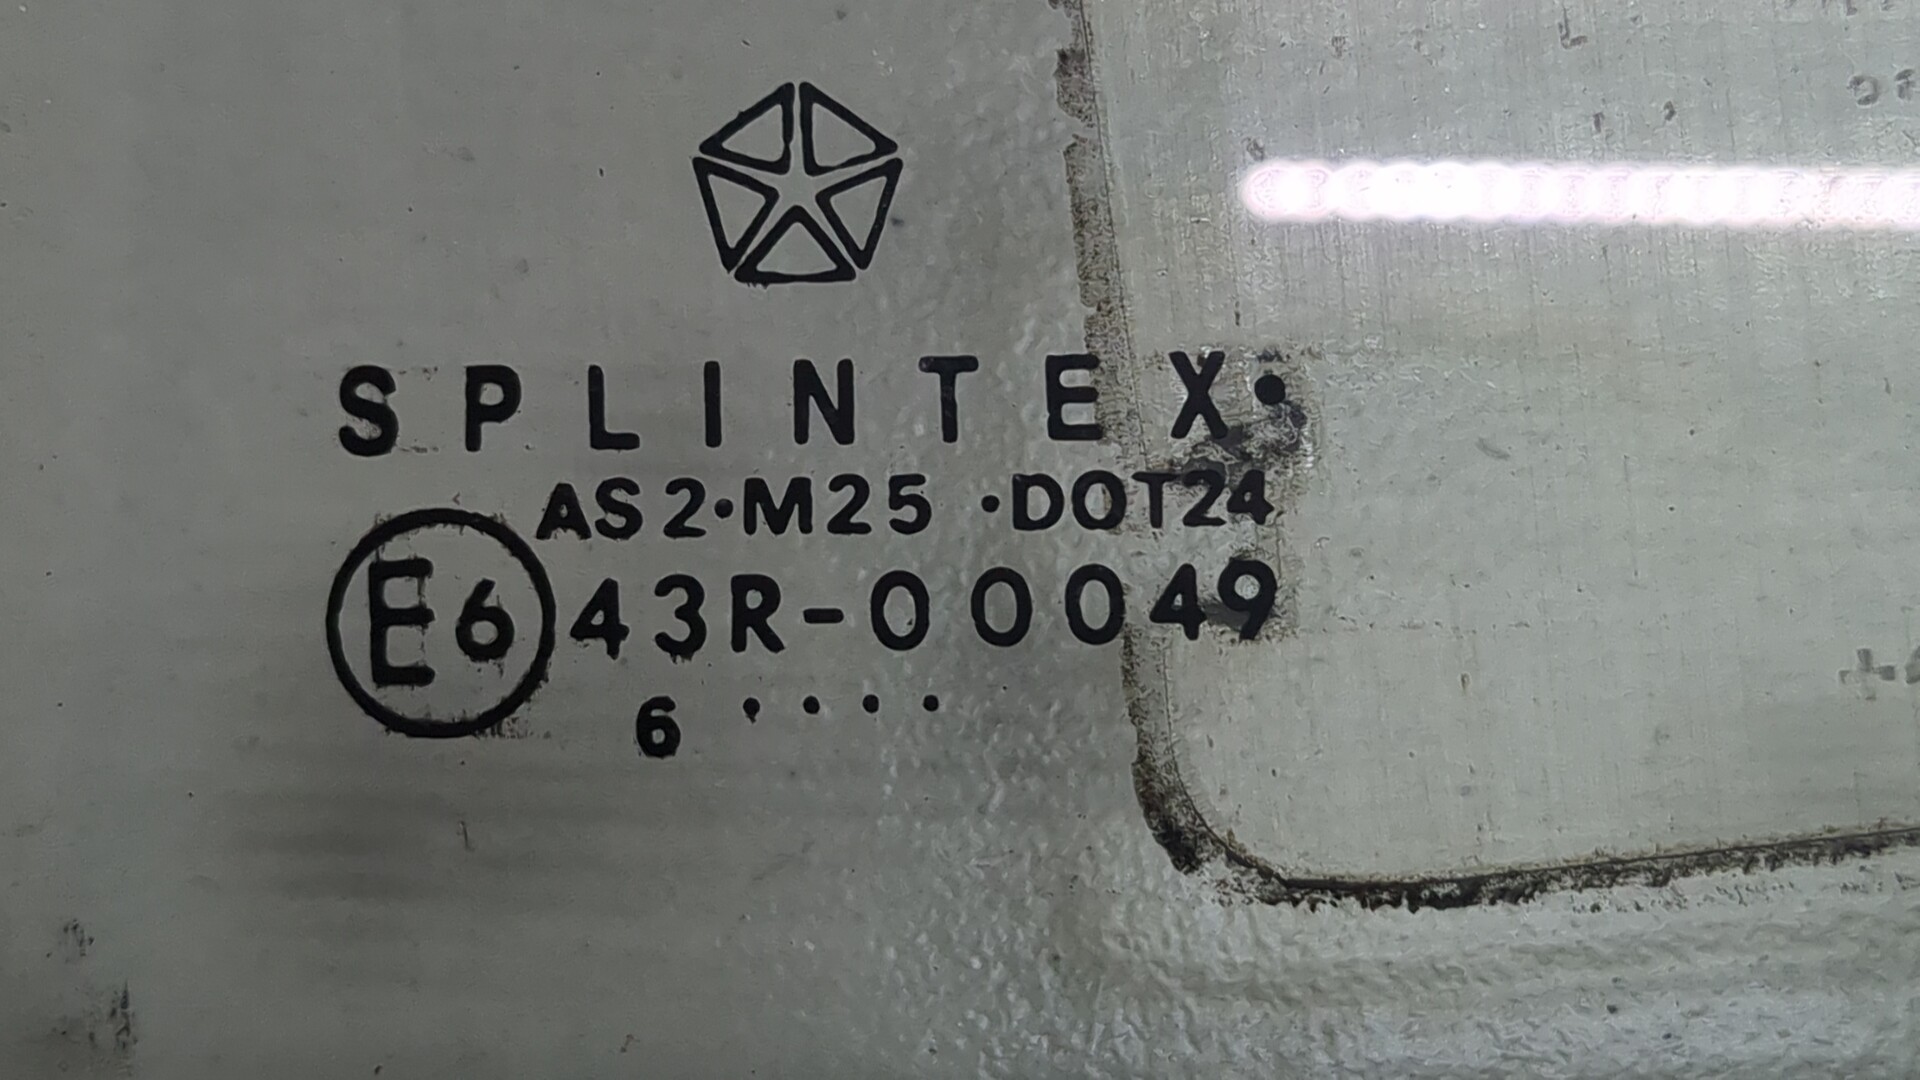 SPLINTEX•
AS2•M25 •DOT24
E6 43R-00049
6 ••••